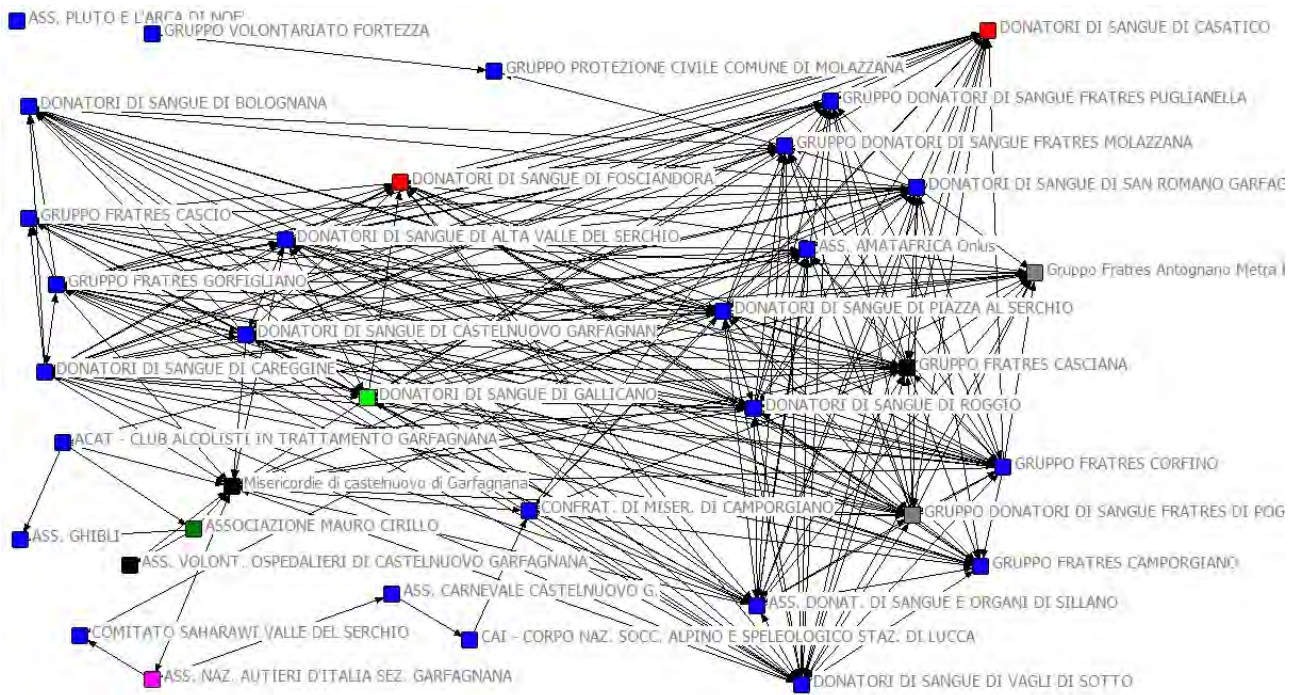 ASS. PLUTO E L'ARCA DI NOE'
GRUPPO VOLONTARIATO FORTEZZA
DONATORI DI SANGUE DI CASATICO
GRUPPO PROTEZIONE CIVILE COMUNE DI MOLAZZANA
DONATORI DI SANGUE DI BOLOGNANA
GRUPPO DONATORI DI SANGUE FRATRES PUGLIANELLA
GRUPPO DONATORI DI SANGUE FRATRES MOLAZZANA
DONATORI DI SANGUE DI FOSCIANDORA
DONATORI DI SANGUE DI SAN ROMANO GARFAG
GRUPPO FRATRES CASCIO
DONATORI DI SANGUE DI ALTA VALLE DEL SERCHIO
ASS. AMATAFRICA Onlus
Gruppo Fratres Antognano Metra
GRUPPO FRATRES GORFIGLIANO
DONATORI DI SANGUE DI PIAZZA AL SERCHIO
DONATORI DI SANGUE DI CASTELNUOVO GARFAGNAN
GRUPPO FRATRES CASCIANA
DONATORI DI SANGUE DI CAREGGINE
DONATORI DI SANGUE DI GALLICANO
DONATORI DI SANGUE DI ROGGIO
ACAT - CLUB ALCOLISTI IN TRATTAMENTO GARFAGNANA
GRUPPO FRATRES CORFINO
Misericordie di castelnuovo di Garfagnana
CONFRAT. DI MISER. DI CAMPORGIANO
GRUPPO DONATORI DI SANGUE FRATRES DI POG
ASSOCIAZIONE MAURO CIRILLO
ASS. GHIBLI
ASS. VOLONT. OSPEDALIERI DI CASTELNUOVO GARFAGNANA
GRUPPO FRATRES CAMPORGIANO
ASS. CARNEVALE CASTELNUOVO G.
ASS. DONAT. DI SANGUE E ORGANI DI SILLANO
COMITATO SAHARAWI VALLE DEL SERCHIO
CAI - CORPO NAZ. SOCC. ALPINO E SPELEOLOGICO STAZ. DI LUCCA
ASS. NAZ. AUTIERI D'ITALIA SEZ. GARFAGNANA
DONATORI DI SANGUE DI VAGLI DI SOTTO